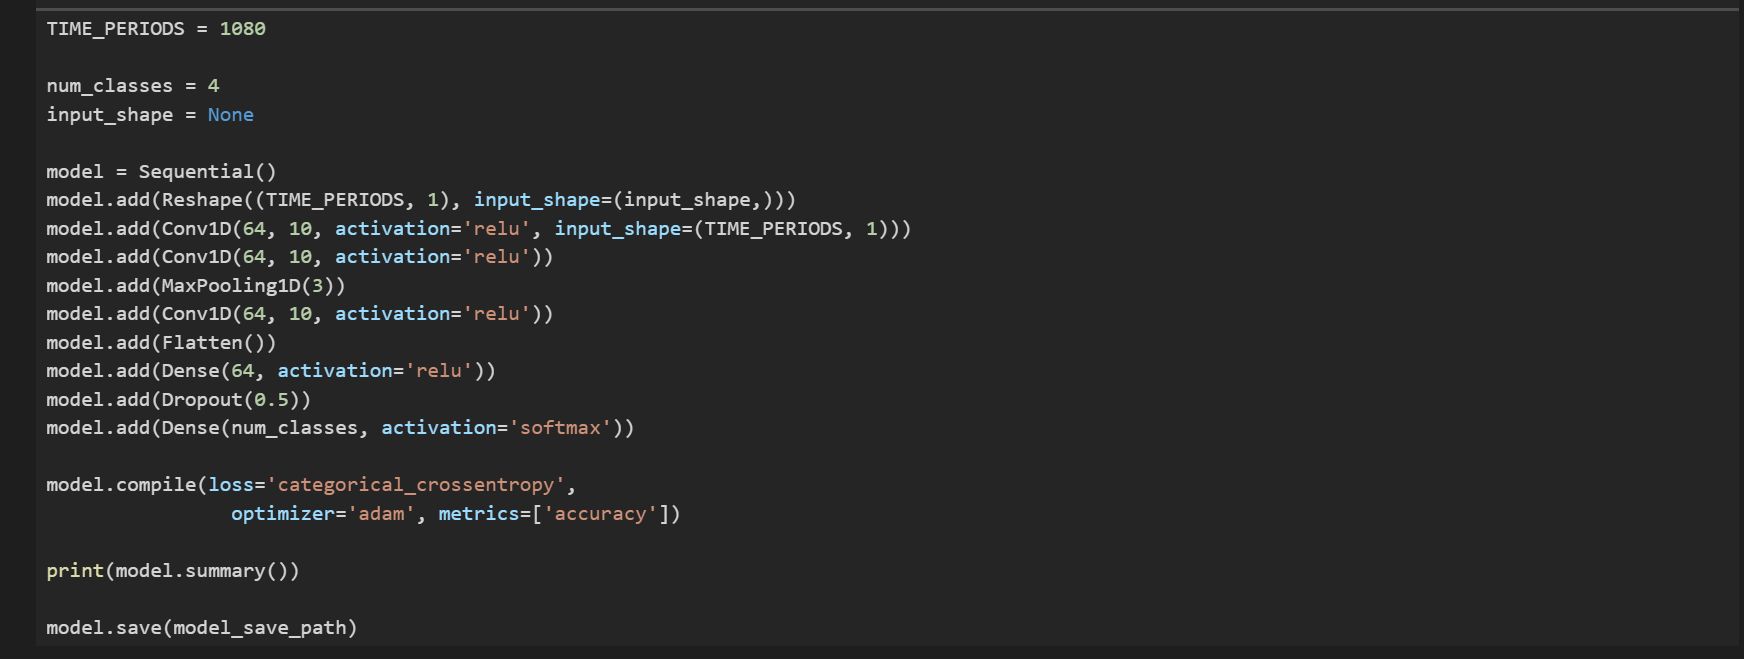 TIME_PERIODS = 1080
num_classes = 4
input_shape = None
model = Sequential()
model.add(Reshape((TIME_PERIODS, 1), input_shape=(input_shape,)))
model.add(Conv1D(64, 10, activation='relu', input_shape=(TIME_PERIODS, 1)))
model.add(Conv1D(64, 10, activation='relu'))
model.add(MaxPooling1D(3))
model.add(Conv1D(64, 10, activation='relu'))
model.add(Flatten())
model.add(Dense(64, activation='relu'))
model.add(Dropout(0.5))
model.add(Dense(num_classes, activation='softmax'))
model.compile(loss='categorical_crossentropy',
optimizer='adam', metrics=['accuracy'])
print(model.summary())
model.save(model_save_path)